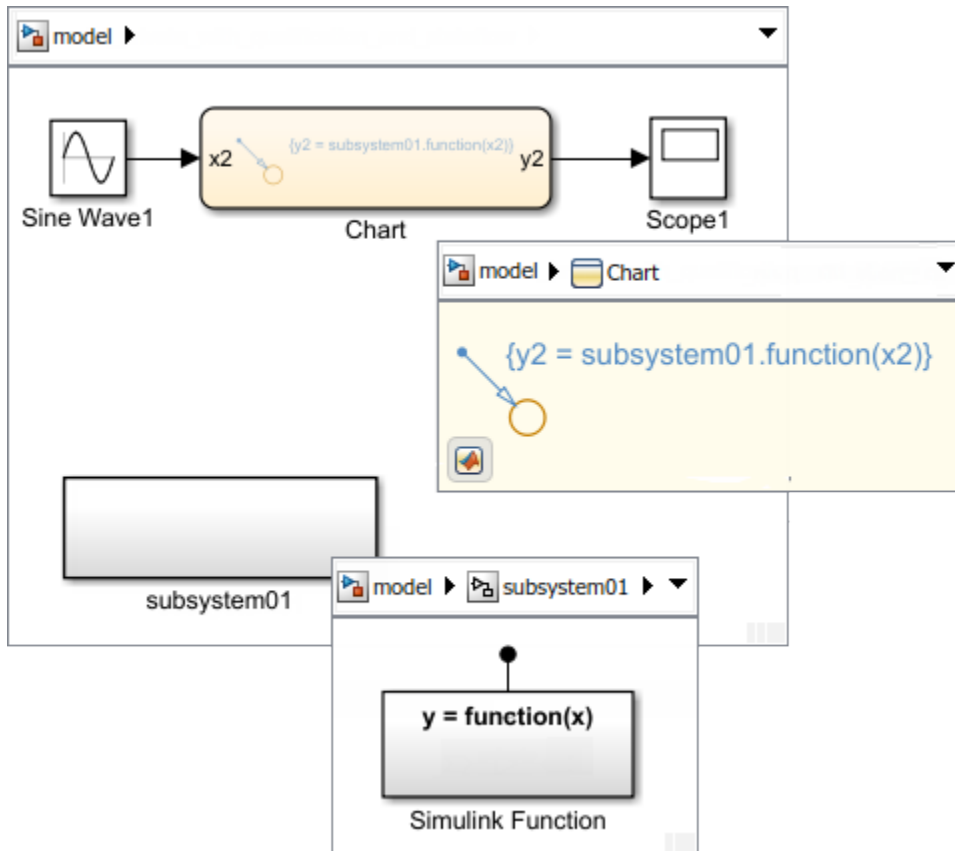 model
x2
{y2 = subsystem01.function(x2)}
y2
Sine Wave1
Chart
Scope1
model
Chart
{y2 = subsystem01.function(x2)}
subsystem01
model
subsystem01
y = function(x)
Simulink Function